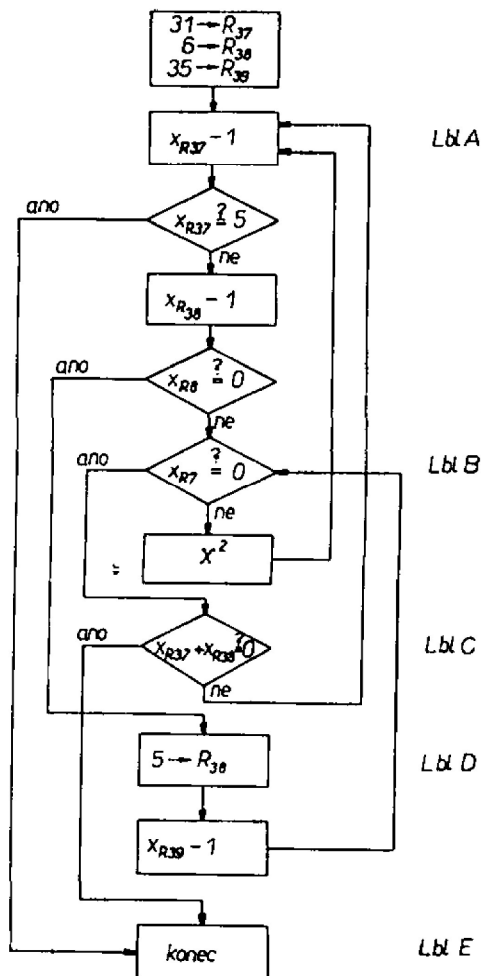 31→R37
6→R38
35→R39
xR37-1
Lbl A
ano
xR37 ≟ 5
ne
xR38-1
ano
xR8 ≟ 0
ne
ano
xR7 ≟ 0
Lbl B
ne
X²
ano
xR37+xR38≟0
Lbl C
ne
5→R38
Lbl D
xR39-1
konec
Lbl E